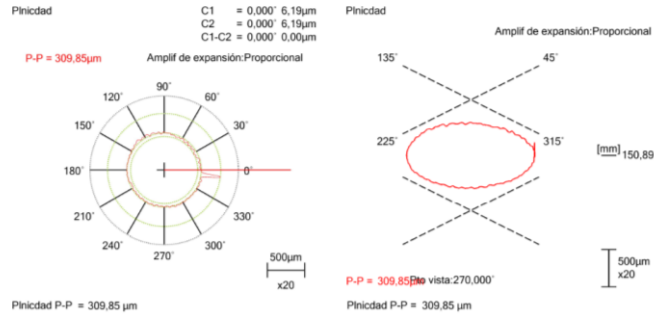 Plnicdad
C1 = 0,000° 6,19µm
C2 = 0,000° 6,19µm
C1-C2 = 0,000° 0,00µm
P-P = 309,85µm
Amplif de expansión:Proporcional
90°
120° 60°
150° 30°
180° 0°
210° 330°
240° 300°
270°
500µm
x20
Plnicdad P-P = 309,85 µm
Plnicdad
Amplif de expansión:Proporcional
135° 45°
225° 315°
[mm] 150,89
500µm
x20
P-P = 309,85µm Pto vista:270,000°
Plnicdad P-P = 309,85 µm